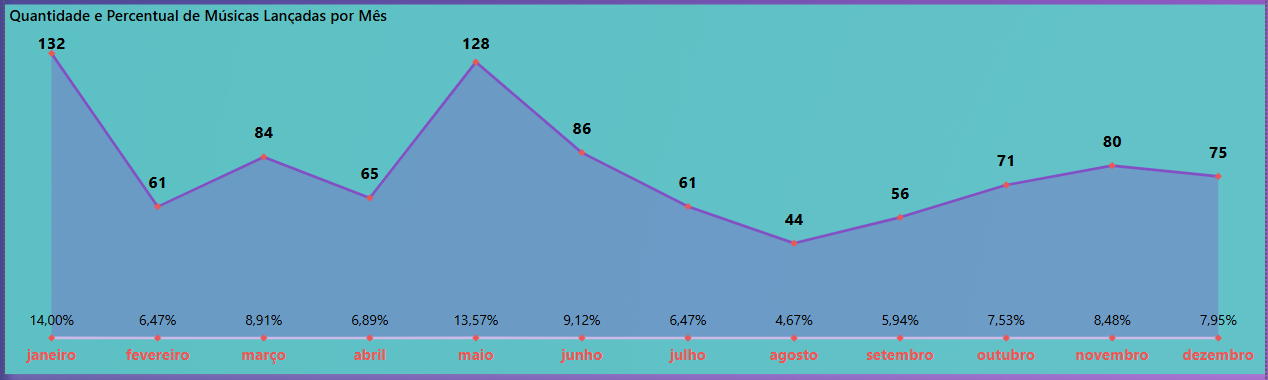 Quantidade e Percentual de Músicas Lançadas por Mês
132 61 84 65 128 86 61 44 56 71 80 75
14,00% 6,47% 8,91% 6,89% 13,57% 9,12% 6,47% 4,67% 5,94% 7,53% 8,48% 7,95%
janeiro fevereiro março abril maio junho julho agosto setembro outubro novembro dezembro